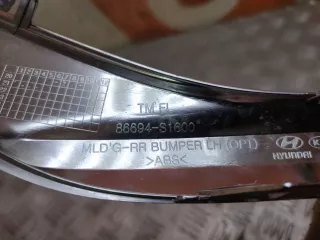 TM FL
86694-S1600
MLD'G-RR BUMPER LH (OPT)
>ABS<
HYUNDAI